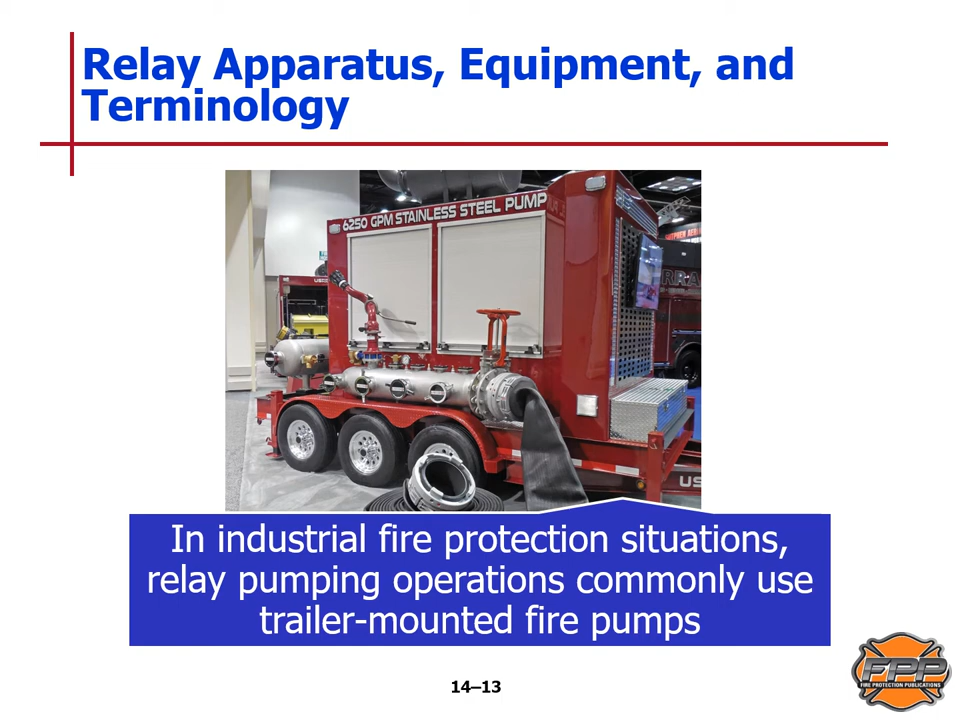 Relay Apparatus, Equipment, and
Terminology
6250 GPM STAINLESS STEEL PUMP
US
In industrial fire protection situations,
relay pumping operations commonly use
trailer-mounted fire pumps
FPP
FIRE PROTECTION PUBLICATIONS
14–13